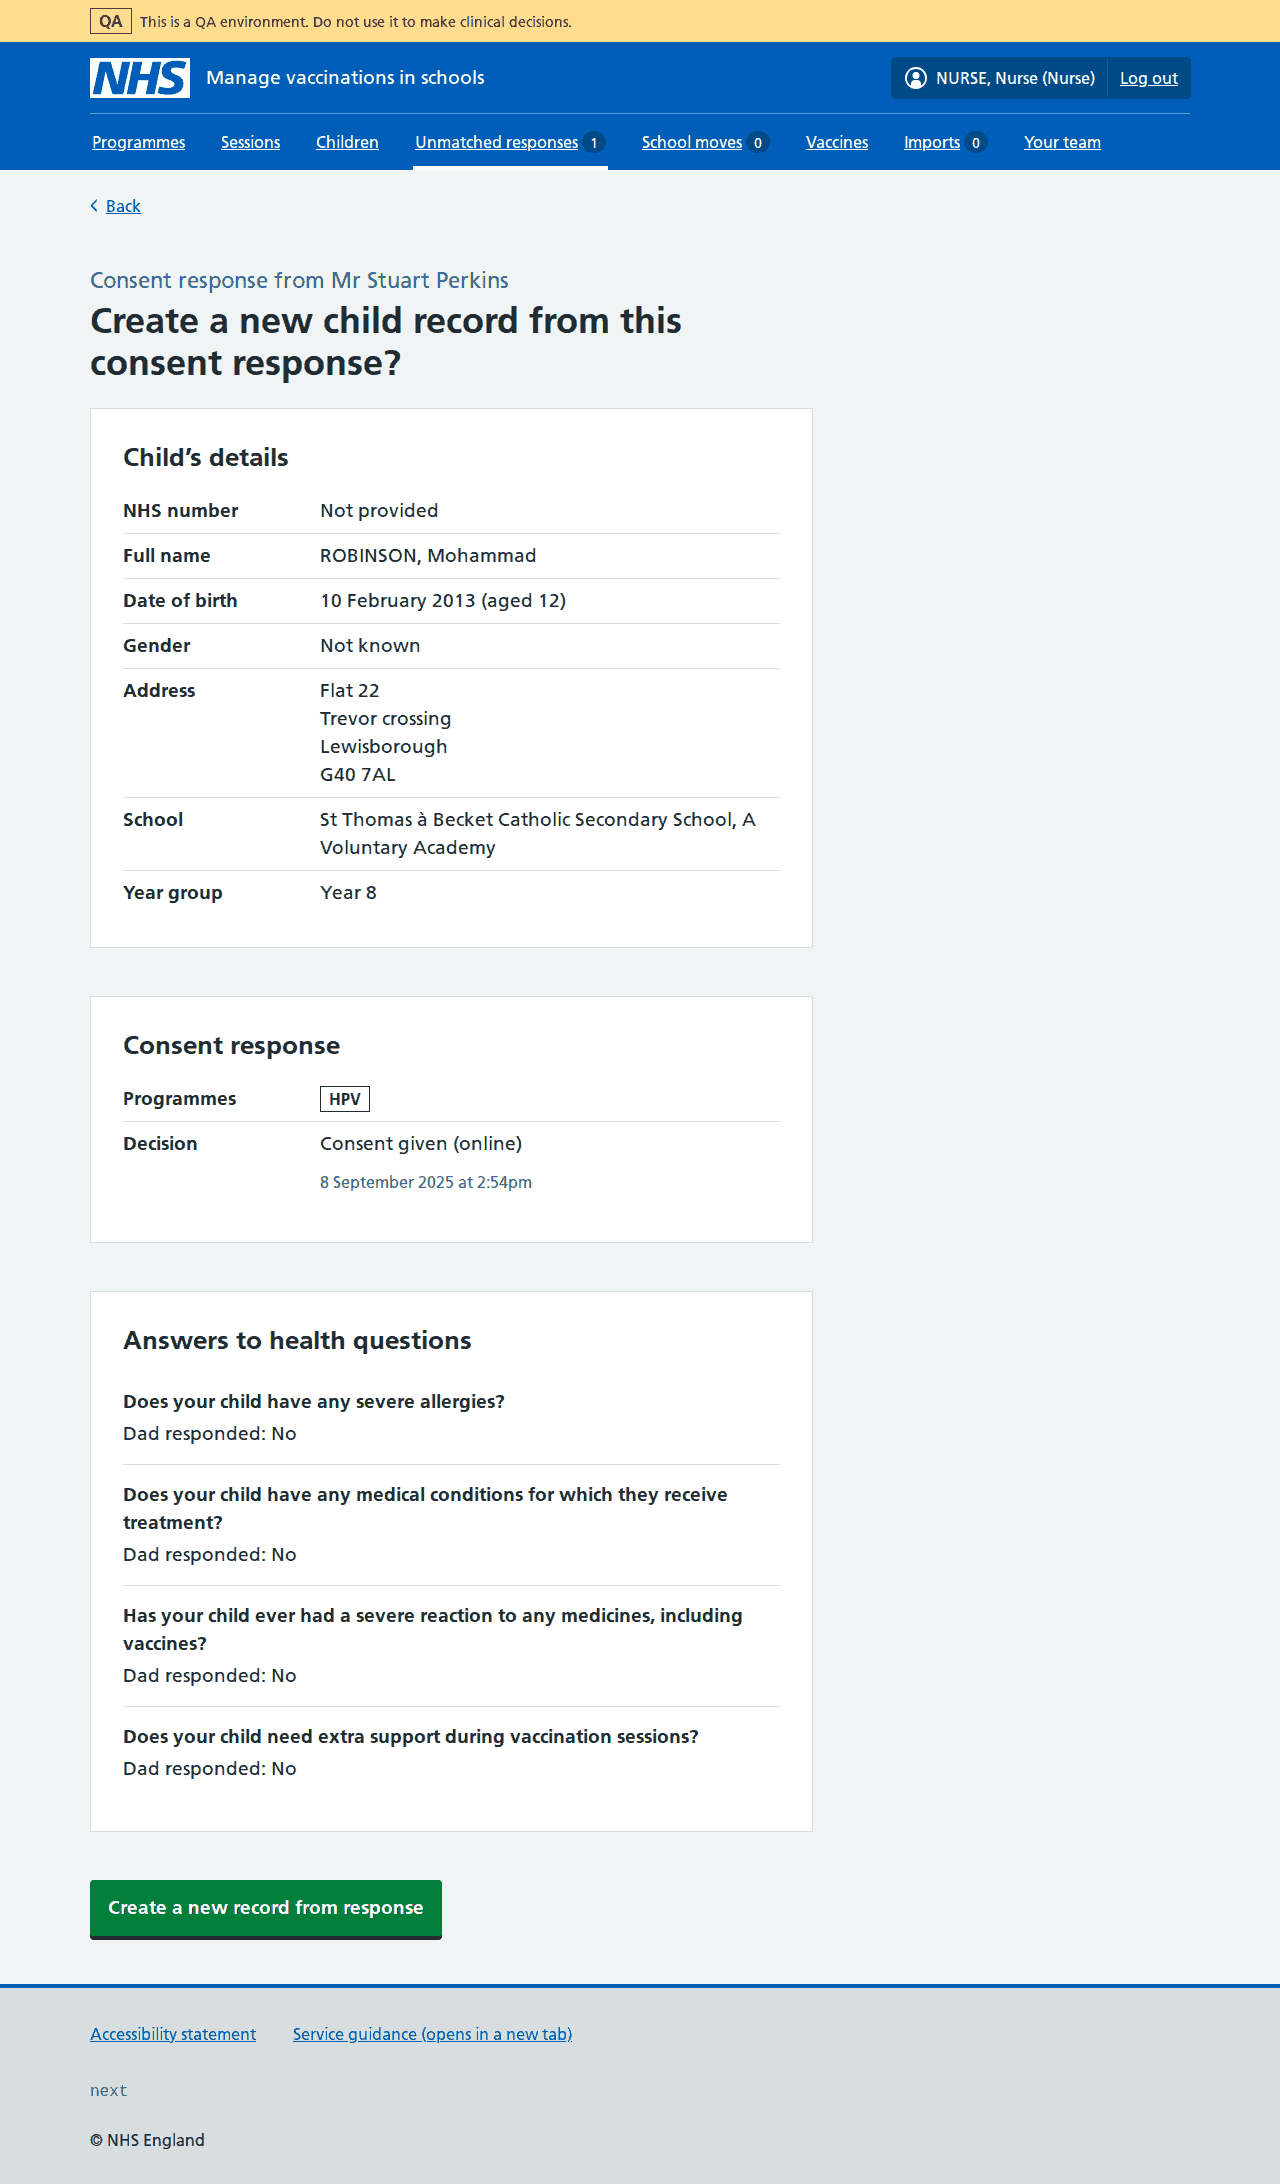 QA This is a QA environment. Do not use it to make clinical decisions.
NHS Manage vaccinations in schools NURSE, Nurse (Nurse) Log out
Programmes Sessions Children Unmatched responses 1 School moves 0 Vaccines Imports 0 Your team
Back
Consent response from Mr Stuart Perkins
Create a new child record from this
consent response?
Child’s details
NHS number Not provided
Full name ROBINSON, Mohammad
Date of birth 10 February 2013 (aged 12)
Gender Not known
Address Flat 22
Trevor crossing
Lewisborough
G40 7AL
School St Thomas à Becket Catholic Secondary School, A
Voluntary Academy
Year group Year 8
Consent response
Programmes HPV
Decision Consent given (online)
8 September 2025 at 2:54pm
Answers to health questions
Does your child have any severe allergies?
Dad responded: No
Does your child have any medical conditions for which they receive
treatment?
Dad responded: No
Has your child ever had a severe reaction to any medicines, including
vaccines?
Dad responded: No
Does your child need extra support during vaccination sessions?
Dad responded: No
Create a new record from response
Accessibility statement Service guidance (opens in a new tab)
next
© NHS England